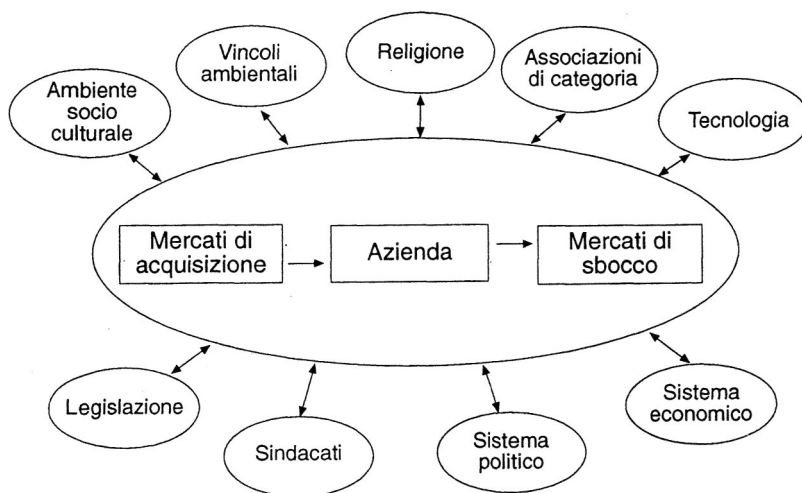 Ambiente
socio
culturale
Vincoli
ambientali
Religione
Associazioni
di categoria
Tecnologia
Mercati di
acquisizione
Azienda
Mercati di
sbocco
Legislazione
Sindacati
Sistema
politico
Sistema
economico